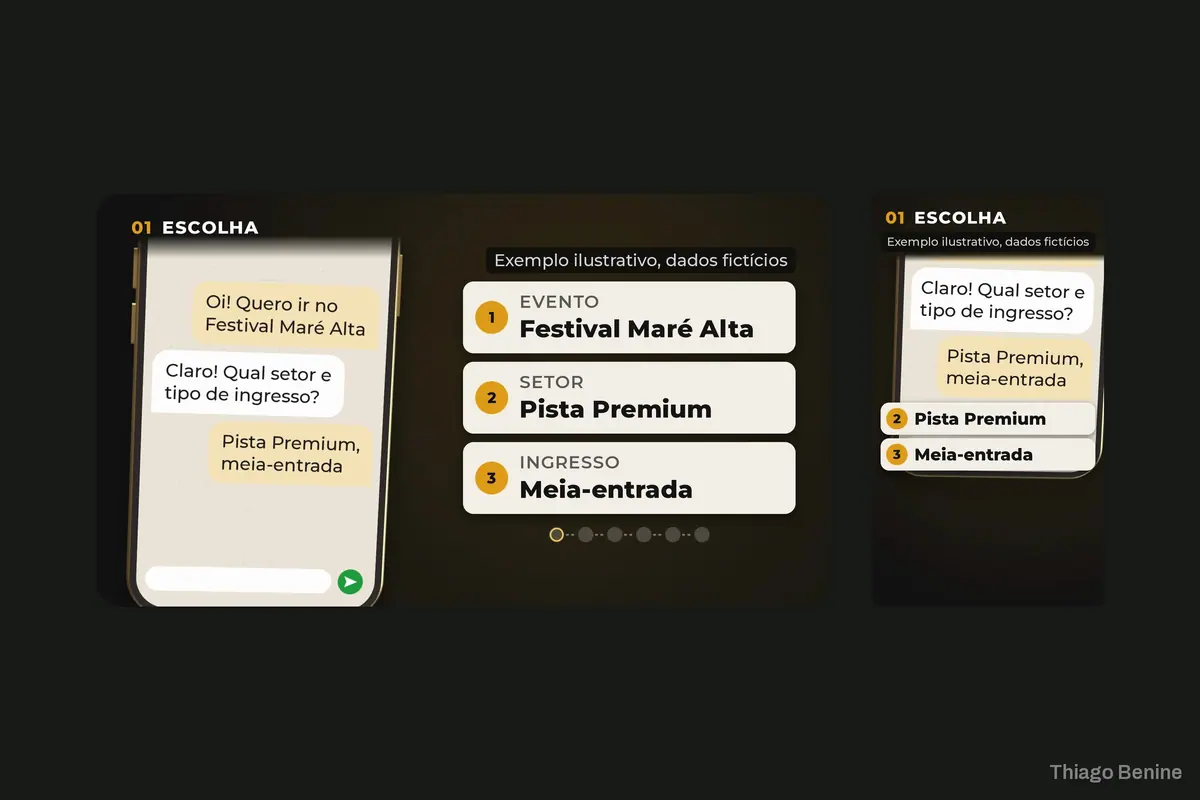 01 ESCOLHA
Oi! Quero ir no
Festival Maré Alta
Claro! Qual setor e
tipo de ingresso?
Pista Premium,
meia-entrada
Exemplo ilustrativo, dados fictícios
1 EVENTO
Festival Maré Alta
2 SETOR
Pista Premium
3 INGRESSO
Meia-entrada
01 ESCOLHA
Exemplo ilustrativo, dados fictícios
Claro! Qual setor e
tipo de ingresso?
Pista Premium,
meia-entrada
2 Pista Premium
3 Meia-entrada
Thiago Benine